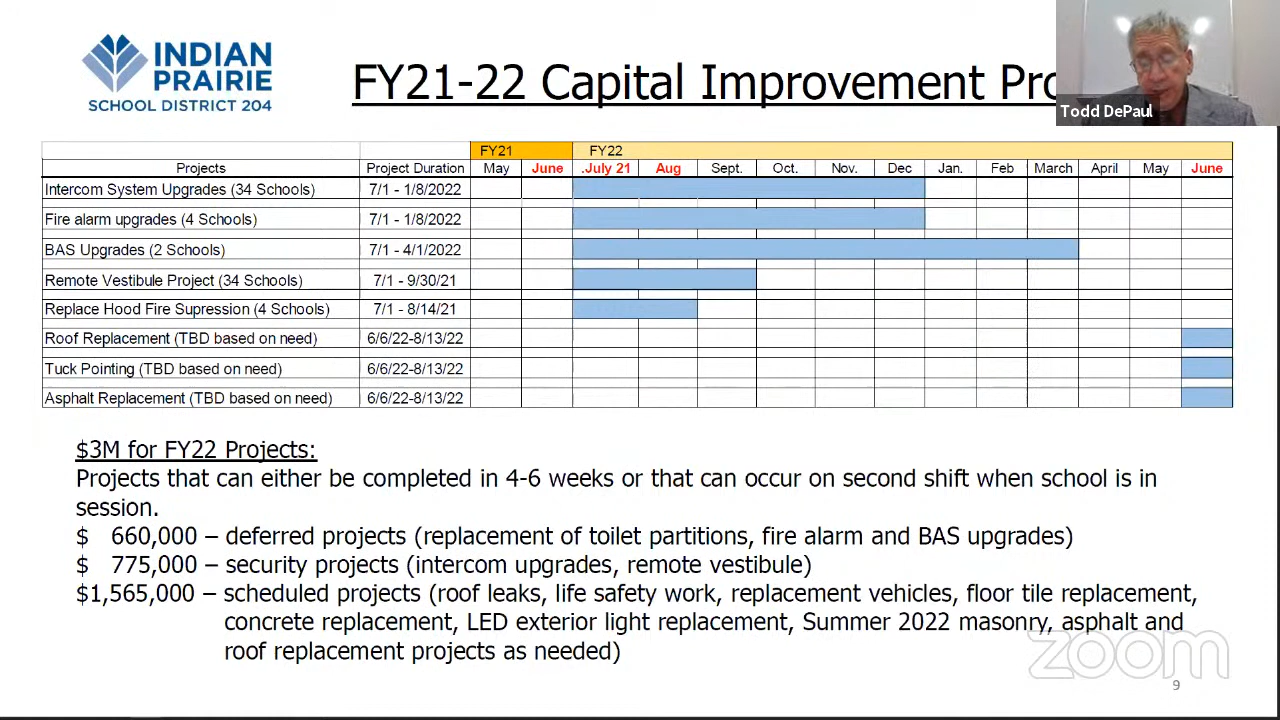 INDIAN
PRAIRIE
SCHOOL DISTRICT 204
FY21-22 Capital Improvement
Todd DePaul
FY21 FY22
Projects Project Duration May June .July 21 Aug Sept. Oct. Nov. Dec Jan. Feb March April May June
Intercom System Upgrades (34 Schools) 7/1 - 1/8/2022
Fire alarm upgrades (4 Schools) 7/1 - 1/8/2022
BAS Upgrades (2 Schools) 7/1 - 4/1/2022
Remote Vestibule Project (34 Schools) 7/1 - 9/30/21
Replace Hood Fire Supression (4 Schools) 7/1 - 8/14/21
Roof Replacement (TBD based on need) 6/6/22-8/13/22
Tuck Pointing (TBD based on need) 6/6/22-8/13/22
Asphalt Replacement (TBD based on need) 6/6/22-8/13/22
$3M for FY22 Projects:
Projects that can either be completed in 4-6 weeks or that can occur on second shift when school is in
session.
$ 660,000 – deferred projects (replacement of toilet partitions, fire alarm and BAS upgrades)
$ 775,000 – security projects (intercom upgrades, remote vestibule)
$1,565,000 – scheduled projects (roof leaks, life safety work, replacement vehicles, floor tile replacement,
concrete replacement, LED exterior light replacement, Summer 2022 masonry, asphalt and
roof replacement projects as needed)
zoom
9